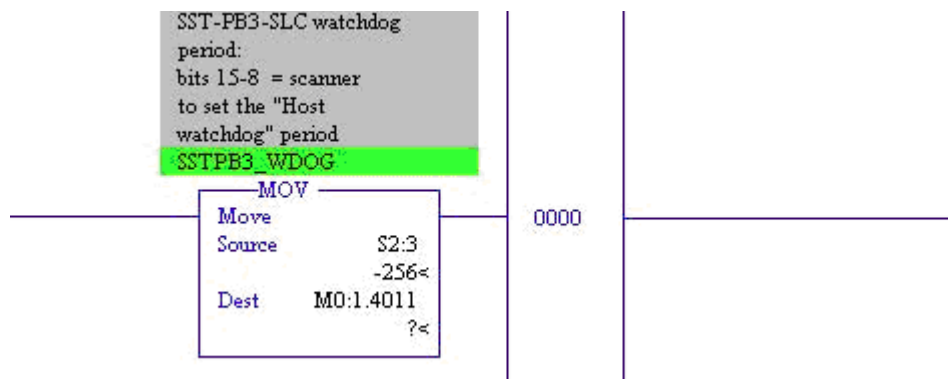 SST-PB3-SLC watchdog
period:
bits 15-8 = scanner
to set the "Host
watchdog" period
SSTPB3_WDOG
MOV
Move
Source S2:3
-256<
Dest M0:1.4011
?<
0000